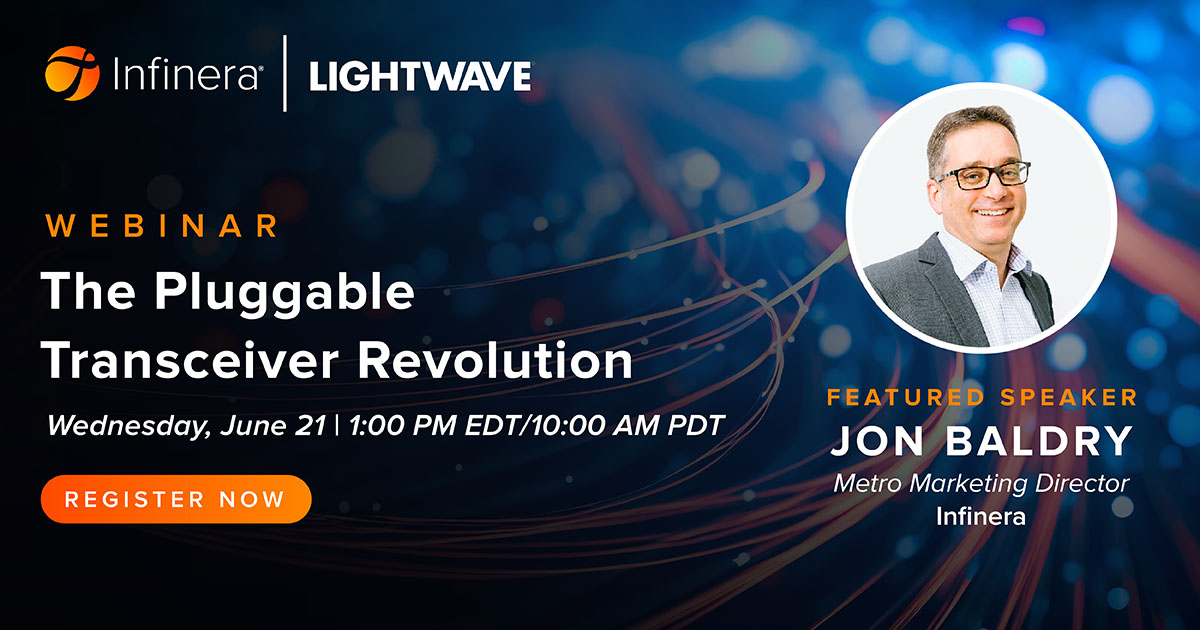 Infinera® | LIGHTWAVE
WEBINAR
The Pluggable
Transceiver Revolution
Wednesday, June 21 | 1:00 PM EDT/10:00 AM PDT
REGISTER NOW
FEATURED SPEAKER
JON BALDRY
Metro Marketing Director
Infinera